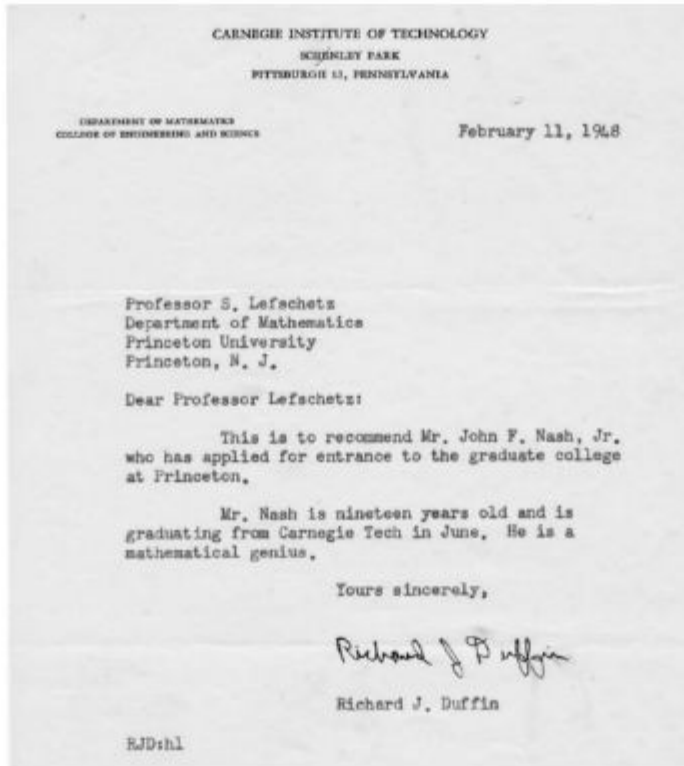 CARNEGIE INSTITUTE OF TECHNOLOGY
SCHENLEY PARK
PITTSBURGH 13, PENNSYLVANIA
DEPARTMENT OF MATHEMATICS
COLLEGE OF ENGINEERING AND SCIENCE
February 11, 1948
Professor S. Lefschetz
Department of Mathematics
Princeton University
Princeton, N. J.
Dear Professor Lefschetz:
This is to recommend Mr. John F. Nash, Jr.
who has applied for entrance to the graduate college
at Princeton.
Mr. Nash is nineteen years old and is
graduating from Carnegie Tech in June. He is a
mathematical genius.
Yours sincerely,
Richard J Duffin
Richard J. Duffin
RJD:hl